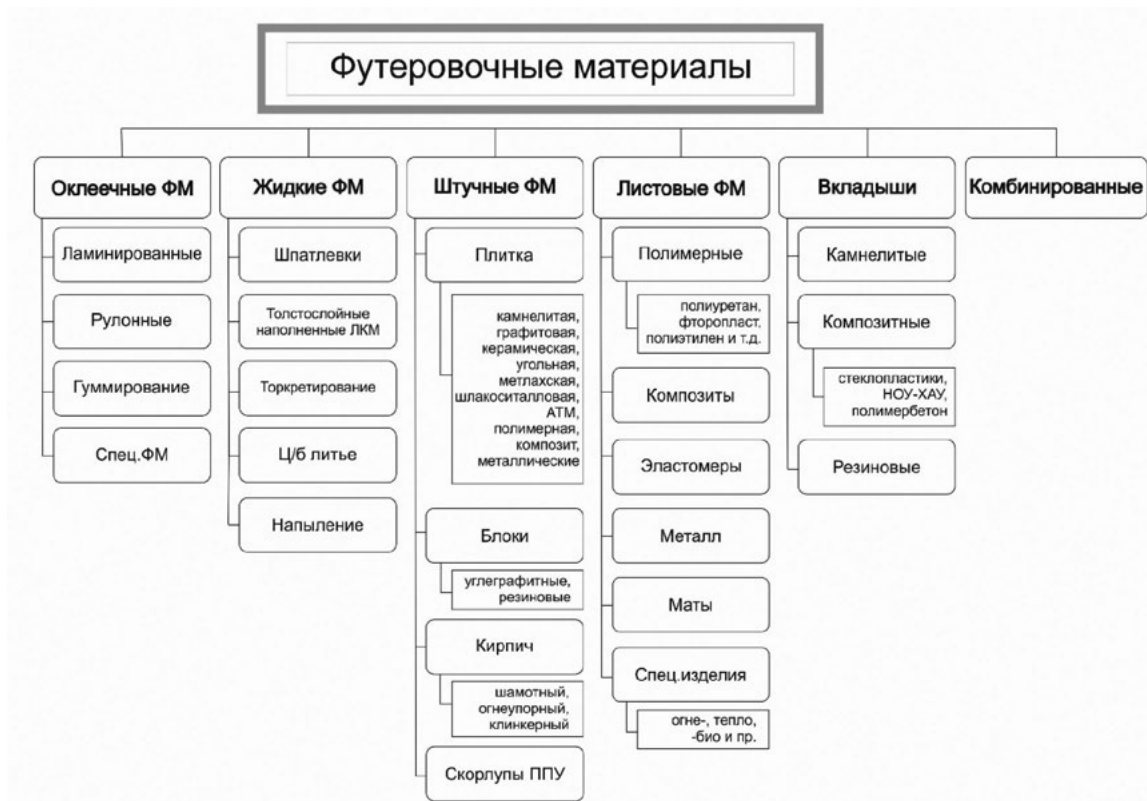 Футеровочные материалы
Оклеечные ФМ
Ламинированные
Рулонные
Гуммирование
Спец.ФМ
Жидкие ФМ
Шпатлевки
Толстослойные
наполненные ЛКМ
Торкретирование
Ц/б литье
Напыление
Штучные ФМ
Плитка
камнелитая,
графитовая,
керамическая,
угольная,
метлахская,
шлакоситалловая,
АТМ,
полимерная,
композит,
металлические
Блоки
углеграфитные,
резиновые
Кирпич
шамотный,
огнеупорный,
клинкерный
Скорлупы ППУ
Листовые ФМ
Полимерные
полиуретан,
фторопласт,
полиэтилен и т.д.
Композиты
Эластомеры
Металл
Маты
Спец.изделия
огне-, тепло,
-био и пр.
Вкладыши
Камнелитые
Композитные
стеклопластики,
НОУ-ХАУ,
полимербетон
Резиновые
Комбинированные